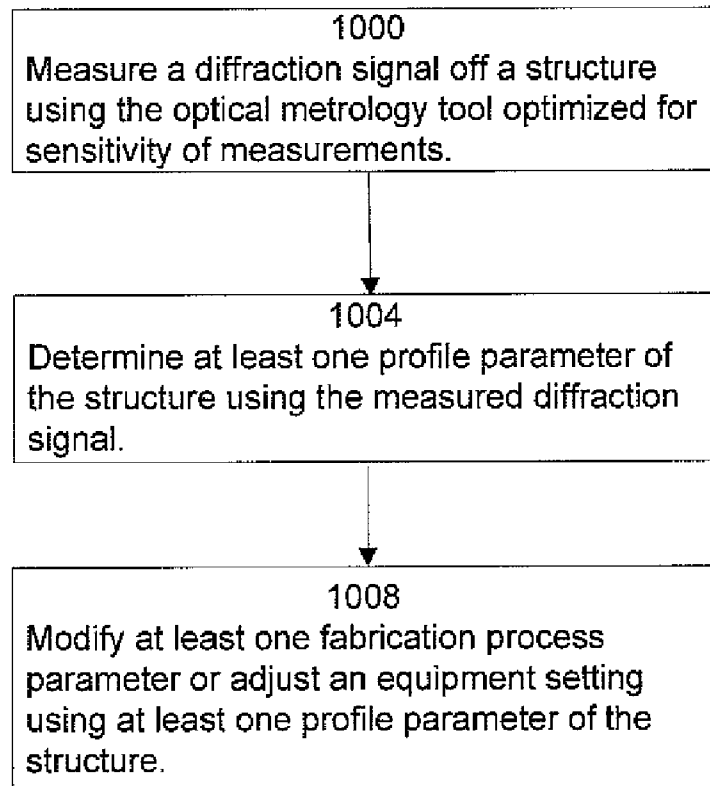 1000
Measure a diffraction signal off a structure
using the optical metrology tool optimized for
sensitivity of measurements.
1004
Determine at least one profile parameter of
the structure using the measured diffraction
signal.
1008
Modify at least one fabrication process
parameter or adjust an equipment setting
using at least one profile parameter of the
structure.